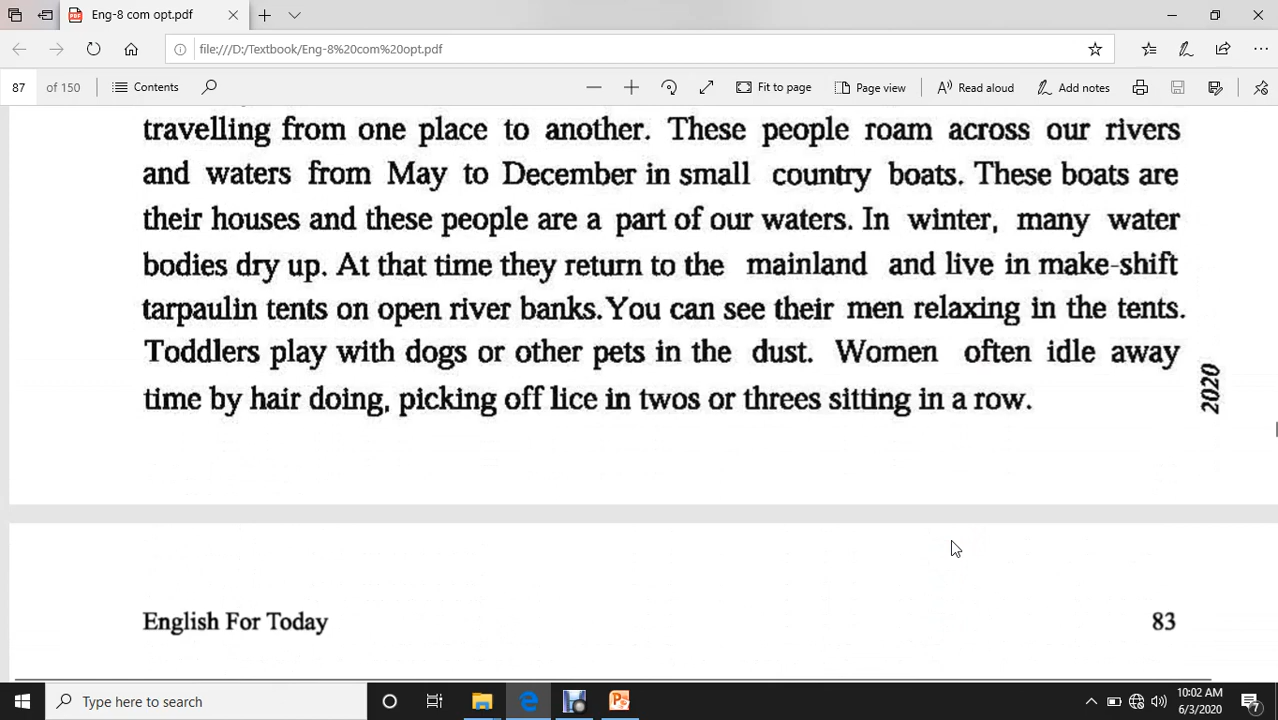 Eng-8 com opt.pdf
file:///D:/Textbook/Eng-8%20com%20opt.pdf
87 of 150 Contents Fit to page Page view Read aloud Add notes
travelling from one place to another. These people roam across our rivers
and waters from May to December in small country boats. These boats are
their houses and these people are a part of our waters. In winter, many water
bodies dry up. At that time they return to the mainland and live in make-shift
tarpaulin tents on open river banks. You can see their men relaxing in the tents.
Toddlers play with dogs or other pets in the dust. Women often idle away
time by hair doing, picking off lice in twos or threes sitting in a row.
2020
English For Today 83
Type here to search
10:02 AM
6/3/2020
7